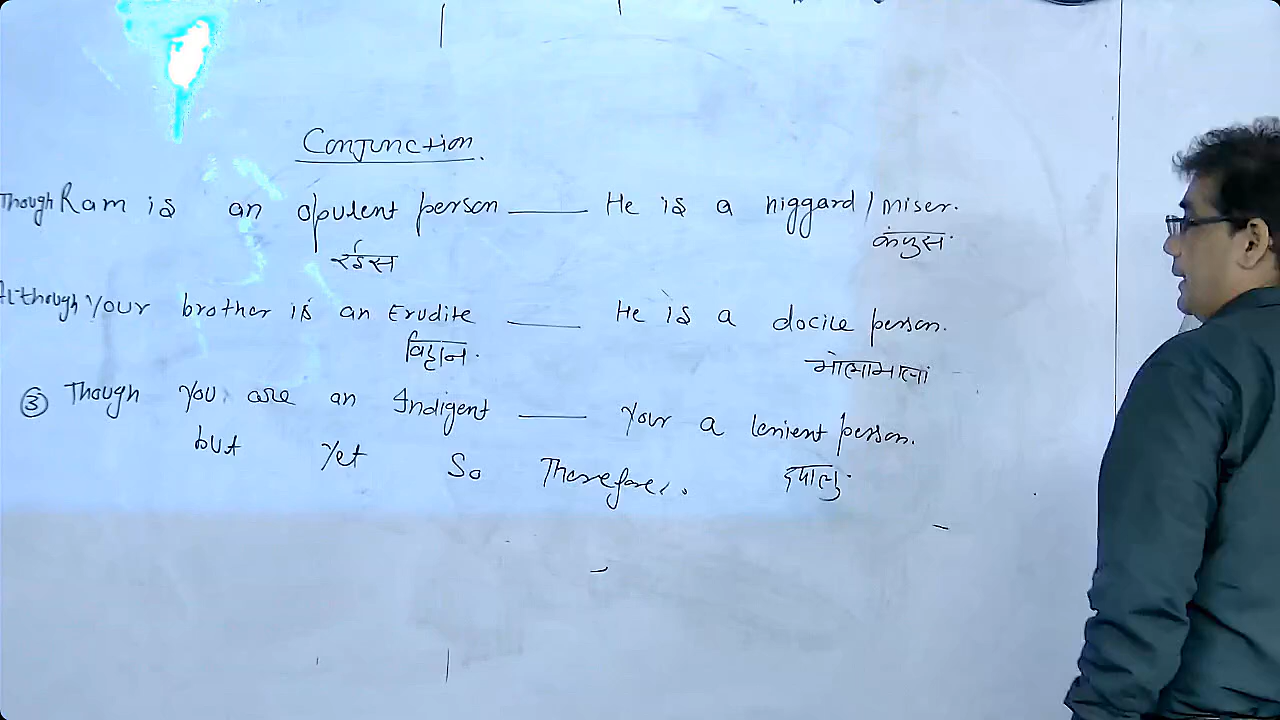 Conjunction.
Though Ram is an opulent person ____ He is a niggard / miser.
रईस कंजूस.
Although your brother is an Erudite ____ He is a docile person.
विद्वान. भोलाभाला
③ Though You are an Indigent ____ Your a lenient person.
but Yet So Therefore. दयालु.